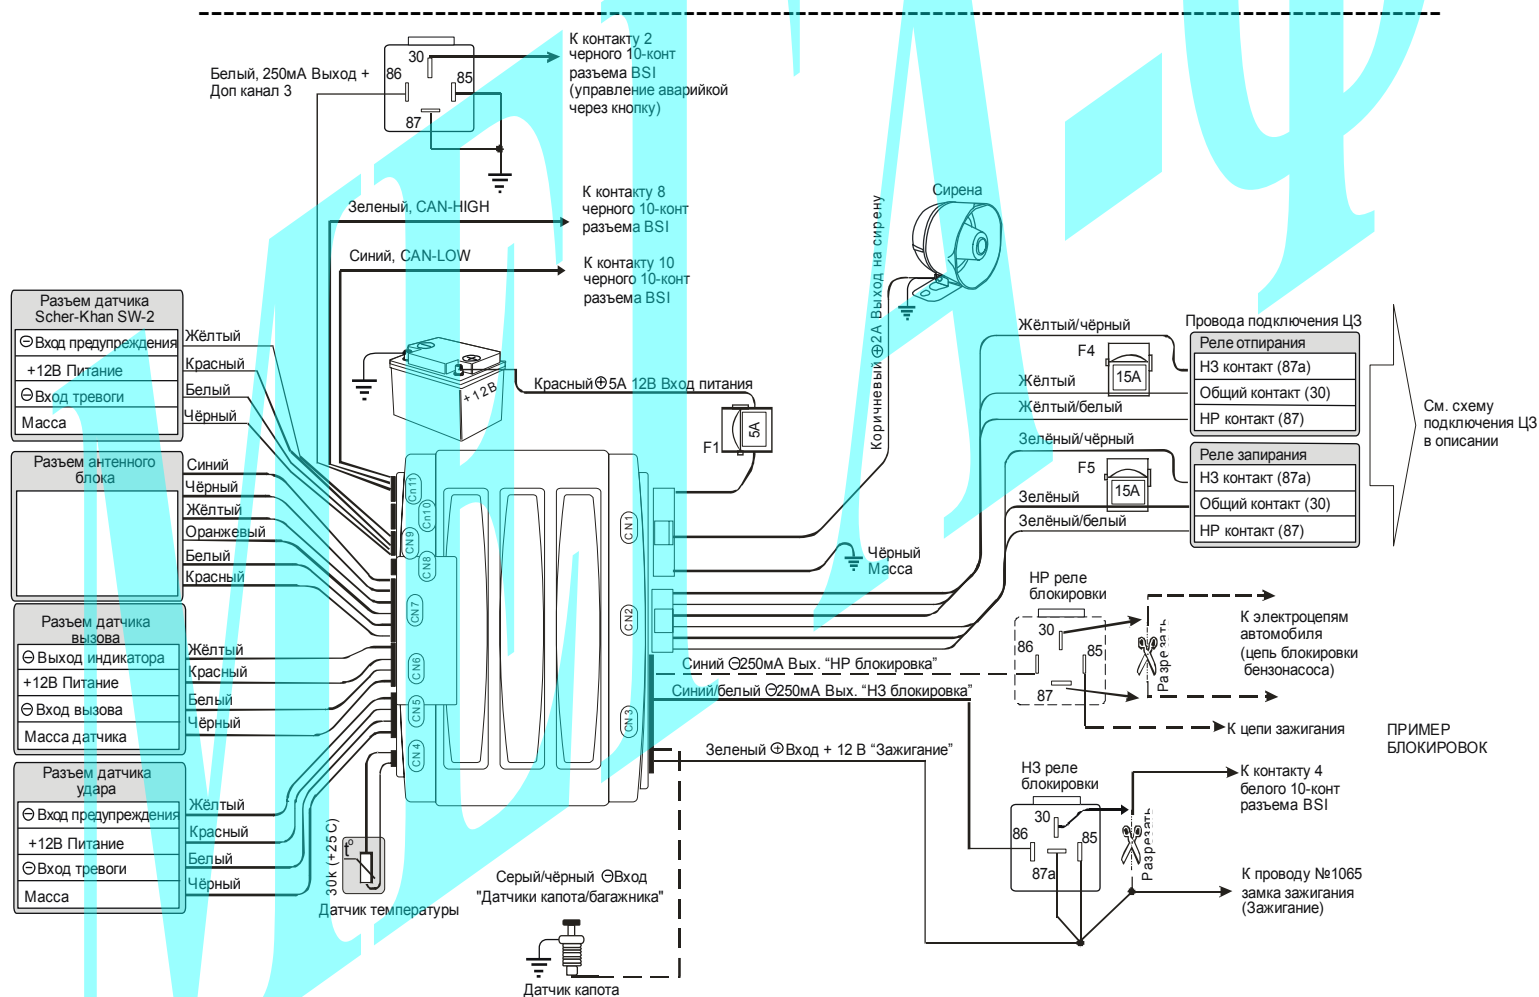 К контакту 2
черного 10-конт
разъема BSI
(управление аварийкой
через кнопку)
Белый, 250мА Выход +
Доп канал 3
30
86
85
87
К контакту 8
черного 10-конт
разъема BSI
Зеленый, CAN-HIGH
Синий, CAN-LOW
К контакту 10
черного 10-конт
разъема BSI
Сирена
Коричневый ⊕2А Выход на сирену
Разъем датчика
Scher-Khan SW-2
⊖ Вход предупреждения
+12В Питание
⊖ Вход тревоги
Масса
Жёлтый
Красный
Белый
Чёрный
+12В
Красный ⊕ 5А 12В Вход питания
F1
5А
Разъем антенного
блока
Синий
Чёрный
Жёлтый
Оранжевый
Белый
Красный
Разъем датчика
вызова
⊖ Выход индикатора
+12В Питание
⊖ Вход вызова
Масса датчика
Жёлтый
Красный
Белый
Чёрный
Разъем датчика
удара
⊖ Вход предупреждения
+12В Питание
⊖ Вход тревоги
Масса
Жёлтый
Красный
Белый
Чёрный
Cn11
Cn10
CN9
CN8
CN7
CN6
CN5
CN4
CN1
CN2
CN3
30k (+25C)
t°
Датчик температуры
Чёрный
Масса
Жёлтый/чёрный
F4
15А
Жёлтый
Жёлтый/белый
Зелёный/чёрный
F5
15А
Зелёный
Зелёный/белый
Провода подключения ЦЗ
Реле отпирания
НЗ контакт (87а)
Общий контакт (30)
НР контакт (87)
Реле запирания
НЗ контакт (87а)
Общий контакт (30)
НР контакт (87)
См. схему
подключения ЦЗ
в описании
НР реле
блокировки
30
86
85
87
Разрезать
К электроцепям
автомобиля
(цепь блокировки
бензонасоса)
Синий ⊖250мА Вых. “НР блокировка”
Синий/белый ⊖250мА Вых. “НЗ блокировка”
К цепи зажигания
ПРИМЕР
БЛОКИРОВОК
Зеленый ⊕ Вход + 12 В “Зажигание”
НЗ реле
блокировки
30
86
85
87а
Разрезать
К контакту 4
белого 10-конт
разъема BSI
К проводу №1065
замка зажигания
(Зажигание)
Серый/чёрный ⊖Вход
"Датчики капота/багажника"
Датчик капота
МЕГА-Ф